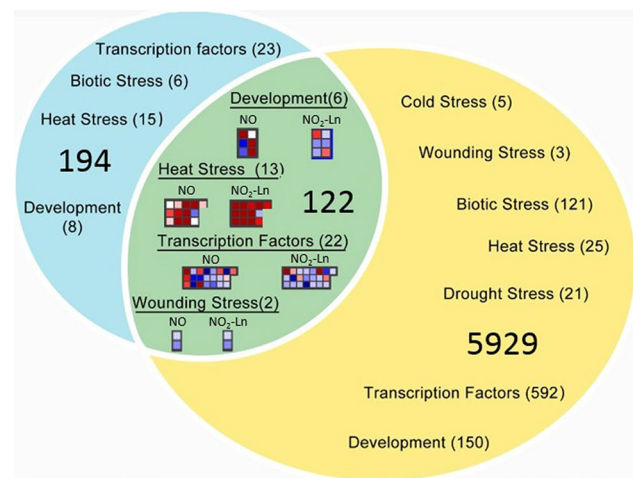 Transcription factors (23)
Biotic Stress (6)
Heat Stress (15)
194
Development
(8)
Development(6)
NO NO₂-Ln
Heat Stress (13)
NO NO₂-Ln
122
Transcription Factors (22)
NO NO₂-Ln
Wounding Stress(2)
NO NO₂-Ln
Cold Stress (5)
Wounding Stress (3)
Biotic Stress (121)
Heat Stress (25)
Drought Stress (21)
5929
Transcription Factors (592)
Development (150)